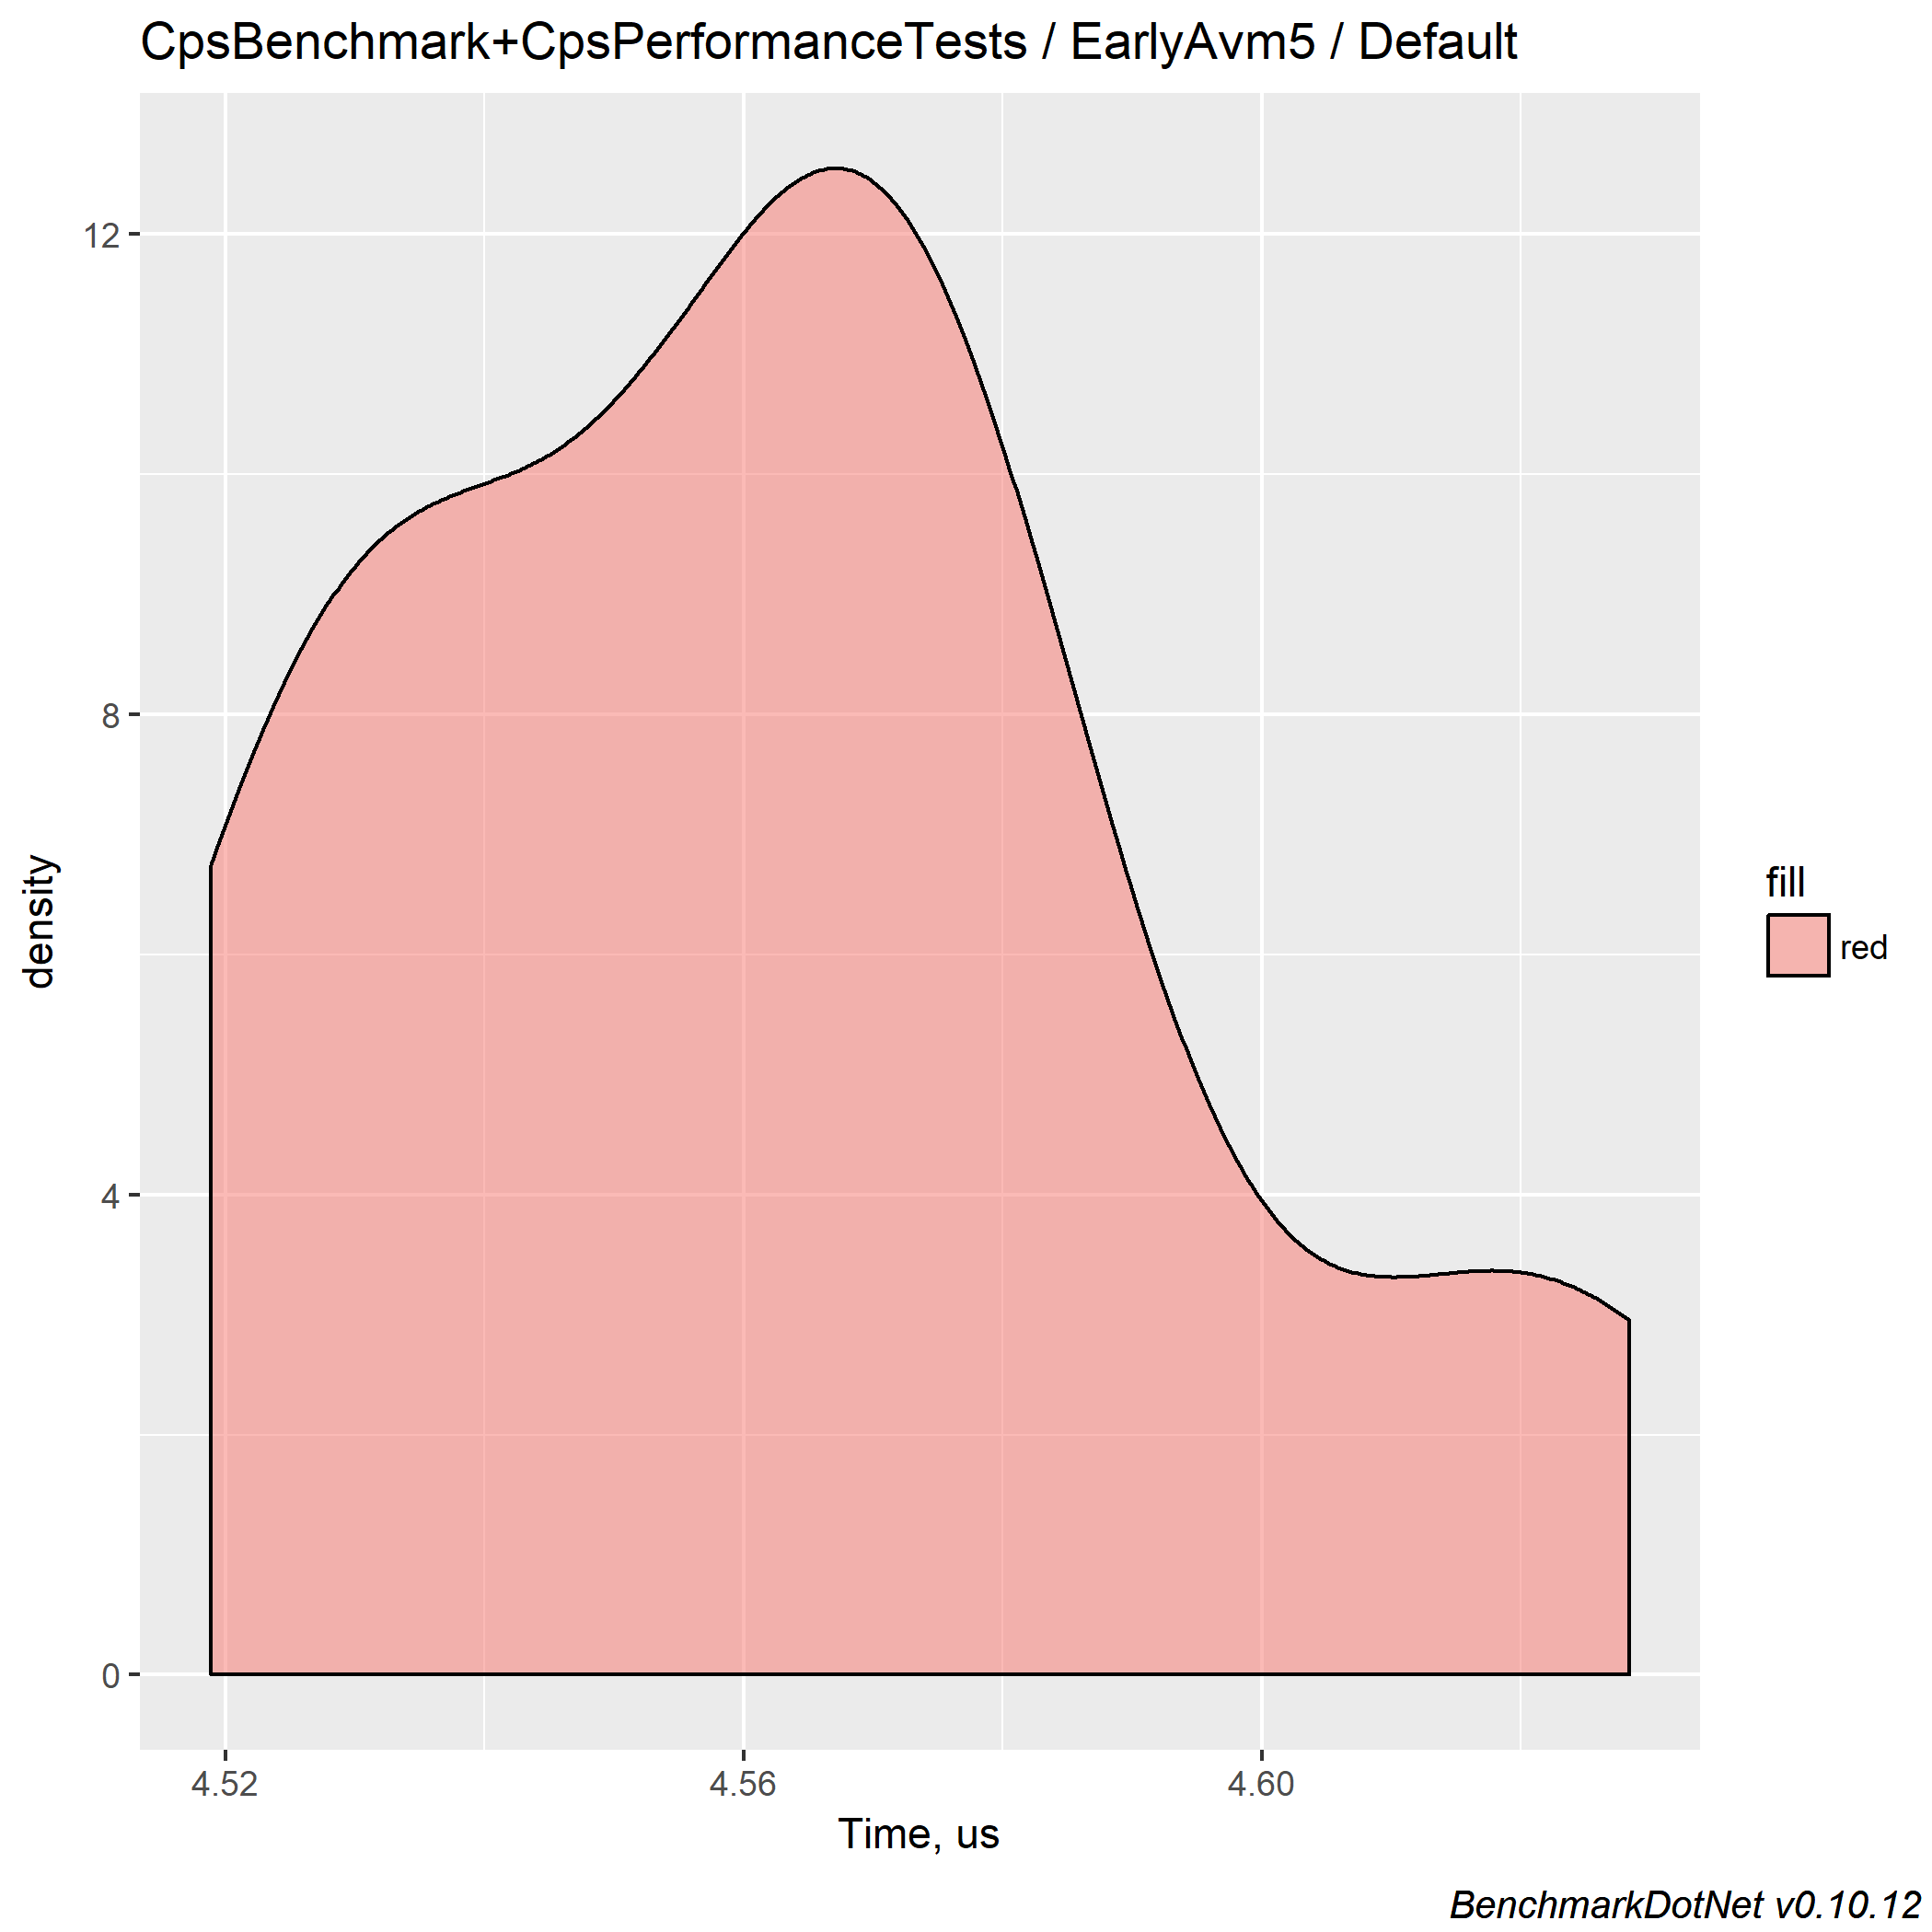 CpsBenchmark+CpsPerformanceTests / EarlyAvm5 / Default
12
8
4
0
density
4.52 4.56 4.60
Time, us
fill
red
BenchmarkDotNet v0.10.12